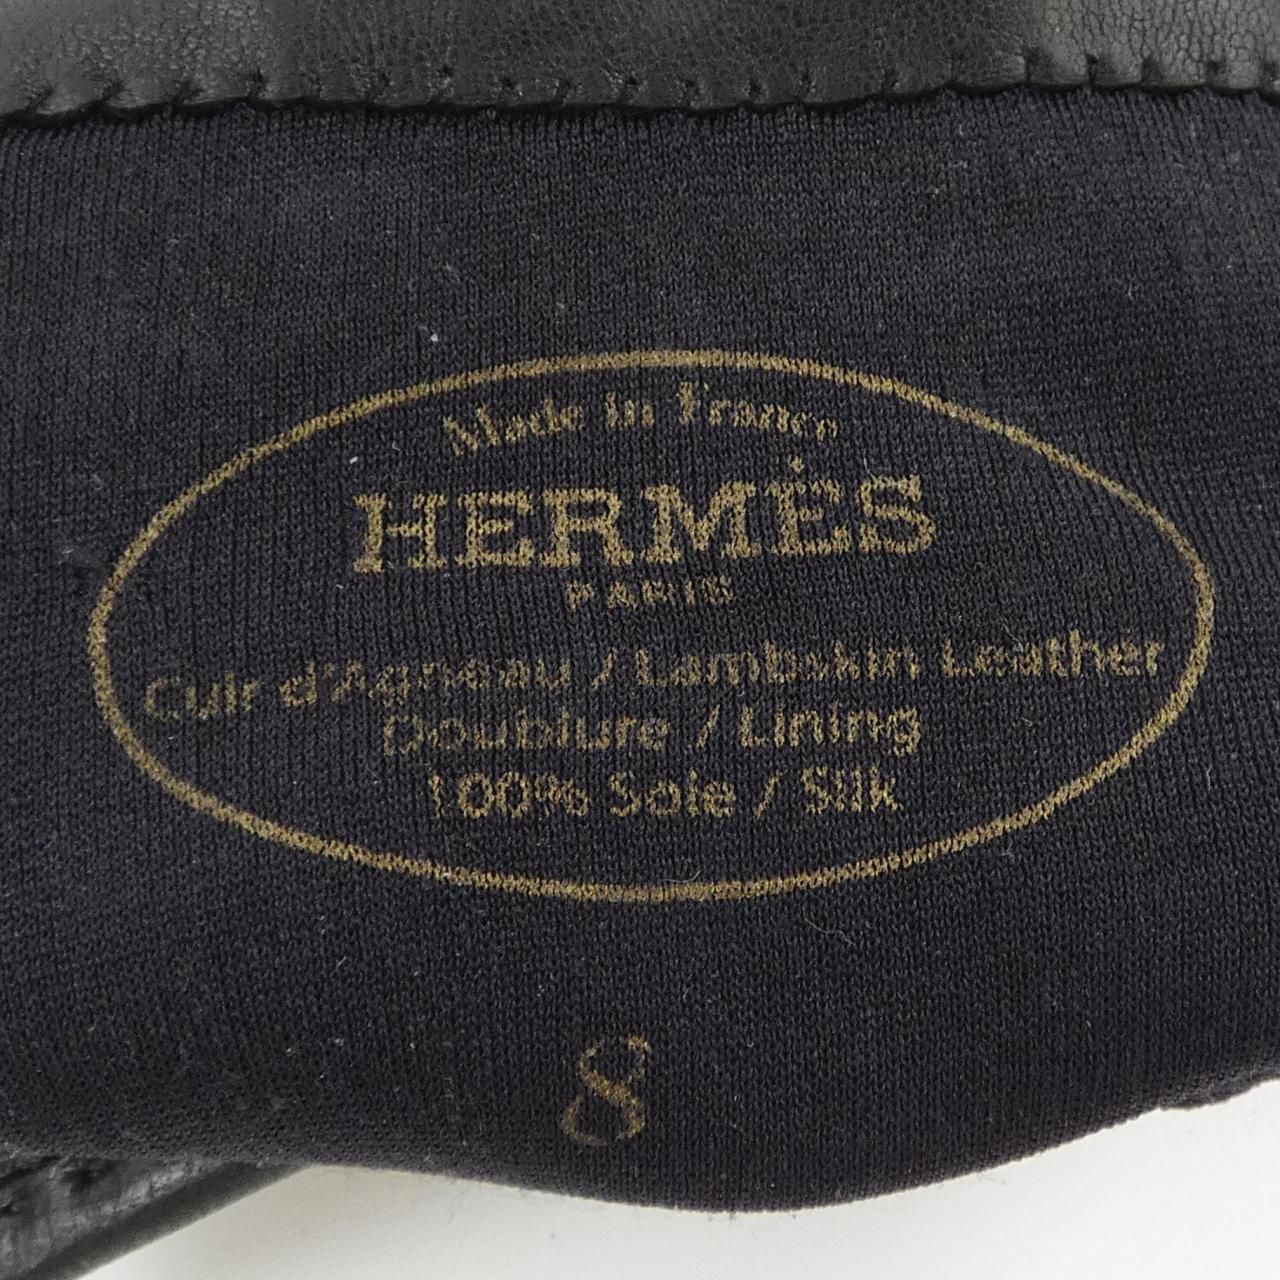 Made in France
HERMÈS
PARIS
Cuir d'Agneau / Lambskin Leather
Doublure / Lining
100% Soie / Silk
8